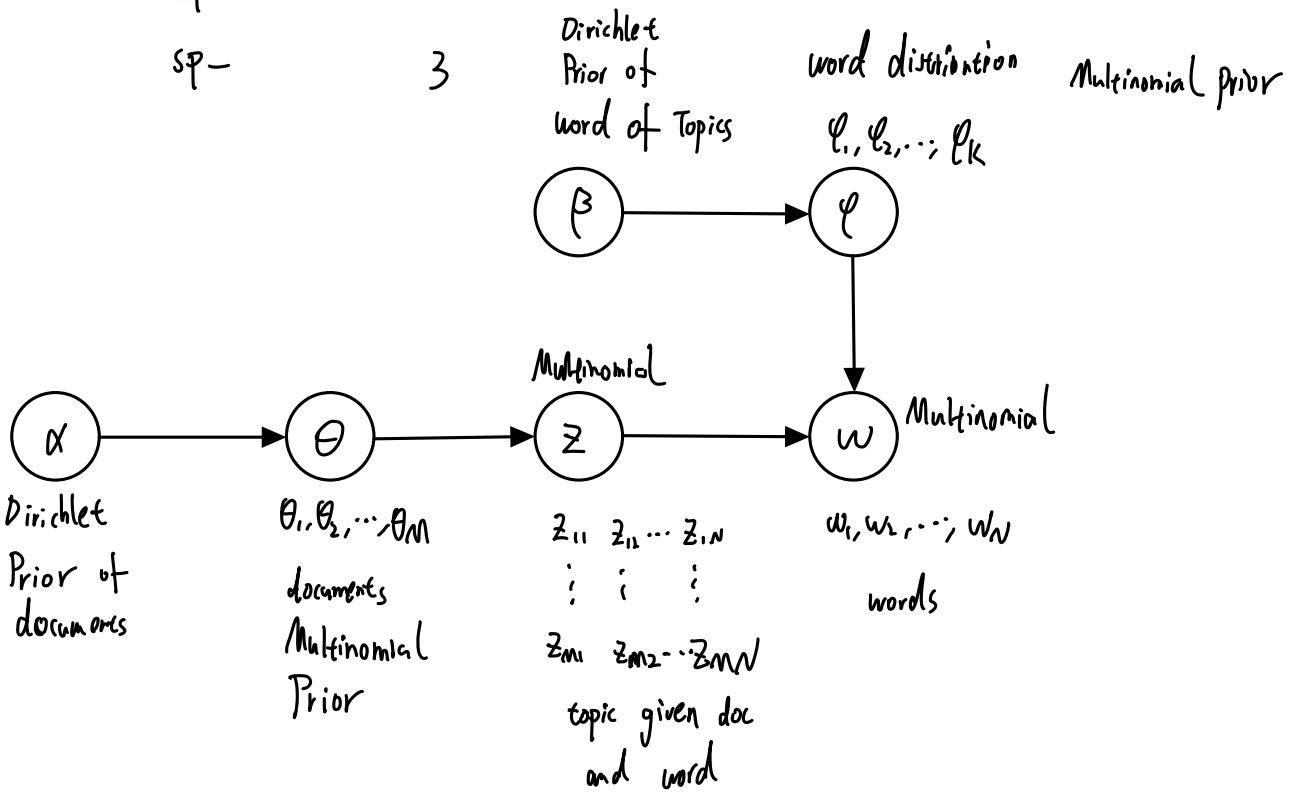 sp-
3
Dirichlet
Prior of
word of Topics
word distribution
φ₁, φ₂, ..., φK
Multinomial prior
β
φ
Multinomial
α
θ
z
w
Multinomial
Dirichlet
Prior of
documents
θ₁, θ₂, ..., θM
documents
Multinomial
Prior
z₁₁ z₁₂ ... z₁N
⋮ ⋮ ⋮
zM1 zM2 ... zMN
topic given doc
and word
w₁, w₂, ..., wN
words